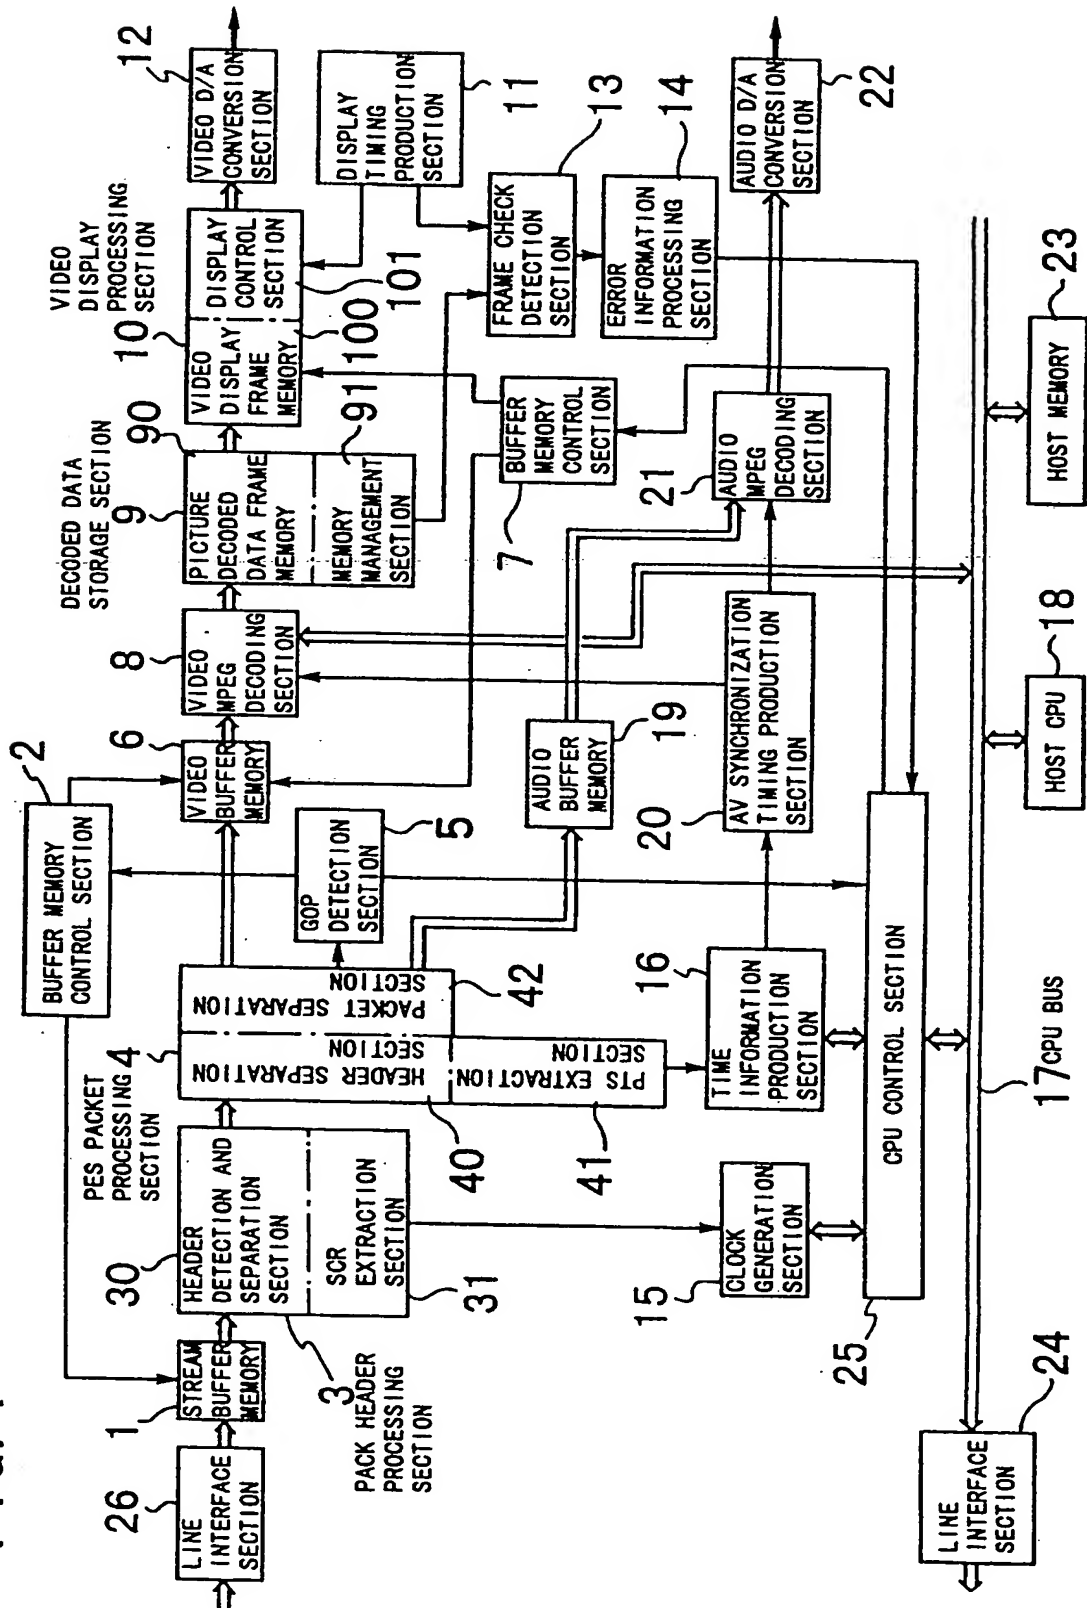 26
LINE
INTERFACE
SECTION
1
STREAM
BUFFER
MEMORY
2
BUFFER MEMORY
CONTROL SECTION
30
HEADER
DETECTION AND
SEPARATION
SECTION
SCR
EXTRACTION
SECTION
31
3
PACK HEADER
PROCESSING
SECTION
PES PACKET
PROCESSING
SECTION
4
HEADER SEPARATION
SECTION
PACKET SEPARATION
SECTION
PTS EXTRACTION
SECTION
40
41
42
GOP
DETECTION
SECTION
5
6
VIDEO
BUFFER
MEMORY
8
VIDEO
MPEG
DECODING
SECTION
DECODED DATA
STORAGE SECTION
9
90
PICTURE
DECODED
DATA FRAME
MEMORY
MEMORY
MANAGEMENT
SECTION
91
VIDEO
DISPLAY
PROCESSING
SECTION
10
VIDEO
DISPLAY
FRAME
MEMORY
100
DISPLAY
CONTROL
SECTION
101
12
VIDEO D/A
CONVERSION
SECTION
DISPLAY
TIMING
PRODUCTION
SECTION
11
FRAME CHECK
DETECTION
SECTION
13
ERROR
INFORMATION
PROCESSING
SECTION
14
BUFFER
MEMORY
CONTROL
SECTION
7
AUDIO
BUFFER
MEMORY
19
21
AUDIO
MPEG
DECODING
SECTION
AUDIO D/A
CONVERSION
SECTION
22
15
CLOCK
GENERATION
SECTION
16
TIME
INFORMATION
PRODUCTION
SECTION
20
AV SYNCHRONIZATION
TIMING PRODUCTION
SECTION
25
CPU CONTROL SECTION
17CPU BUS
HOST CPU
18
HOST MEMORY
23
LINE
INTERFACE
SECTION
24